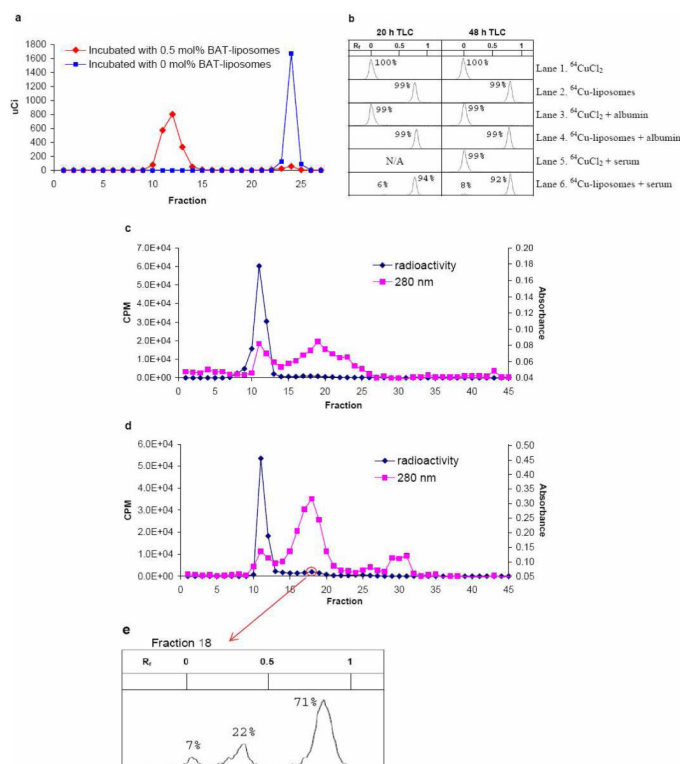 a
1800
1600
1400
1200
1000
800
600
400
200
0
uCi
Incubated with 0.5 mol% BAT-liposomes
Incubated with 0 mol% BAT-liposomes
0 5 10 15 20 25
Fraction
b
20 h TLC 48 h TLC
Rf 0 0.5 1 0 0.5 1
100% 100% Lane 1. 64CuCl2
99% 99% Lane 2. 64Cu-liposomes
99% 99% Lane 3. 64CuCl2 + albumin
99% 99% Lane 4. 64Cu-liposomes + albumin
N/A 99% Lane 5. 64CuCl2 + serum
6% 94% 8% 92% Lane 6. 64Cu-liposomes + serum
c
7.0E+04
6.0E+04
5.0E+04
4.0E+04
3.0E+04
2.0E+04
1.0E+04
0.0E+00
CPM
radioactivity
280 nm
0.20
0.18
0.16
0.14
0.12
0.10
0.08
0.06
0.04
Absorbance
0 5 10 15 20 25 30 35 40 45
Fraction
d
6.0E+04
5.0E+04
4.0E+04
3.0E+04
2.0E+04
1.0E+04
0.0E+00
CPM
radioactivity
280 nm
0.50
0.45
0.40
0.35
0.30
0.25
0.20
0.15
0.10
0.05
Absorbance
0 5 10 15 20 25 30 35 40 45
Fraction
e
Fraction 18
Rf 0 0.5 1
7% 22% 71%